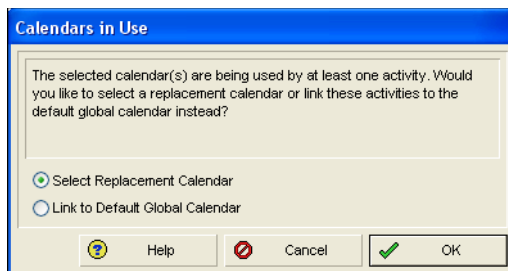 Calendars in Use
The selected calendar(s) are being used by at least one activity. Would
you like to select a replacement calendar or link these activities to the
default global calendar instead?
Select Replacement Calendar
Link to Default Global Calendar
Help Cancel OK